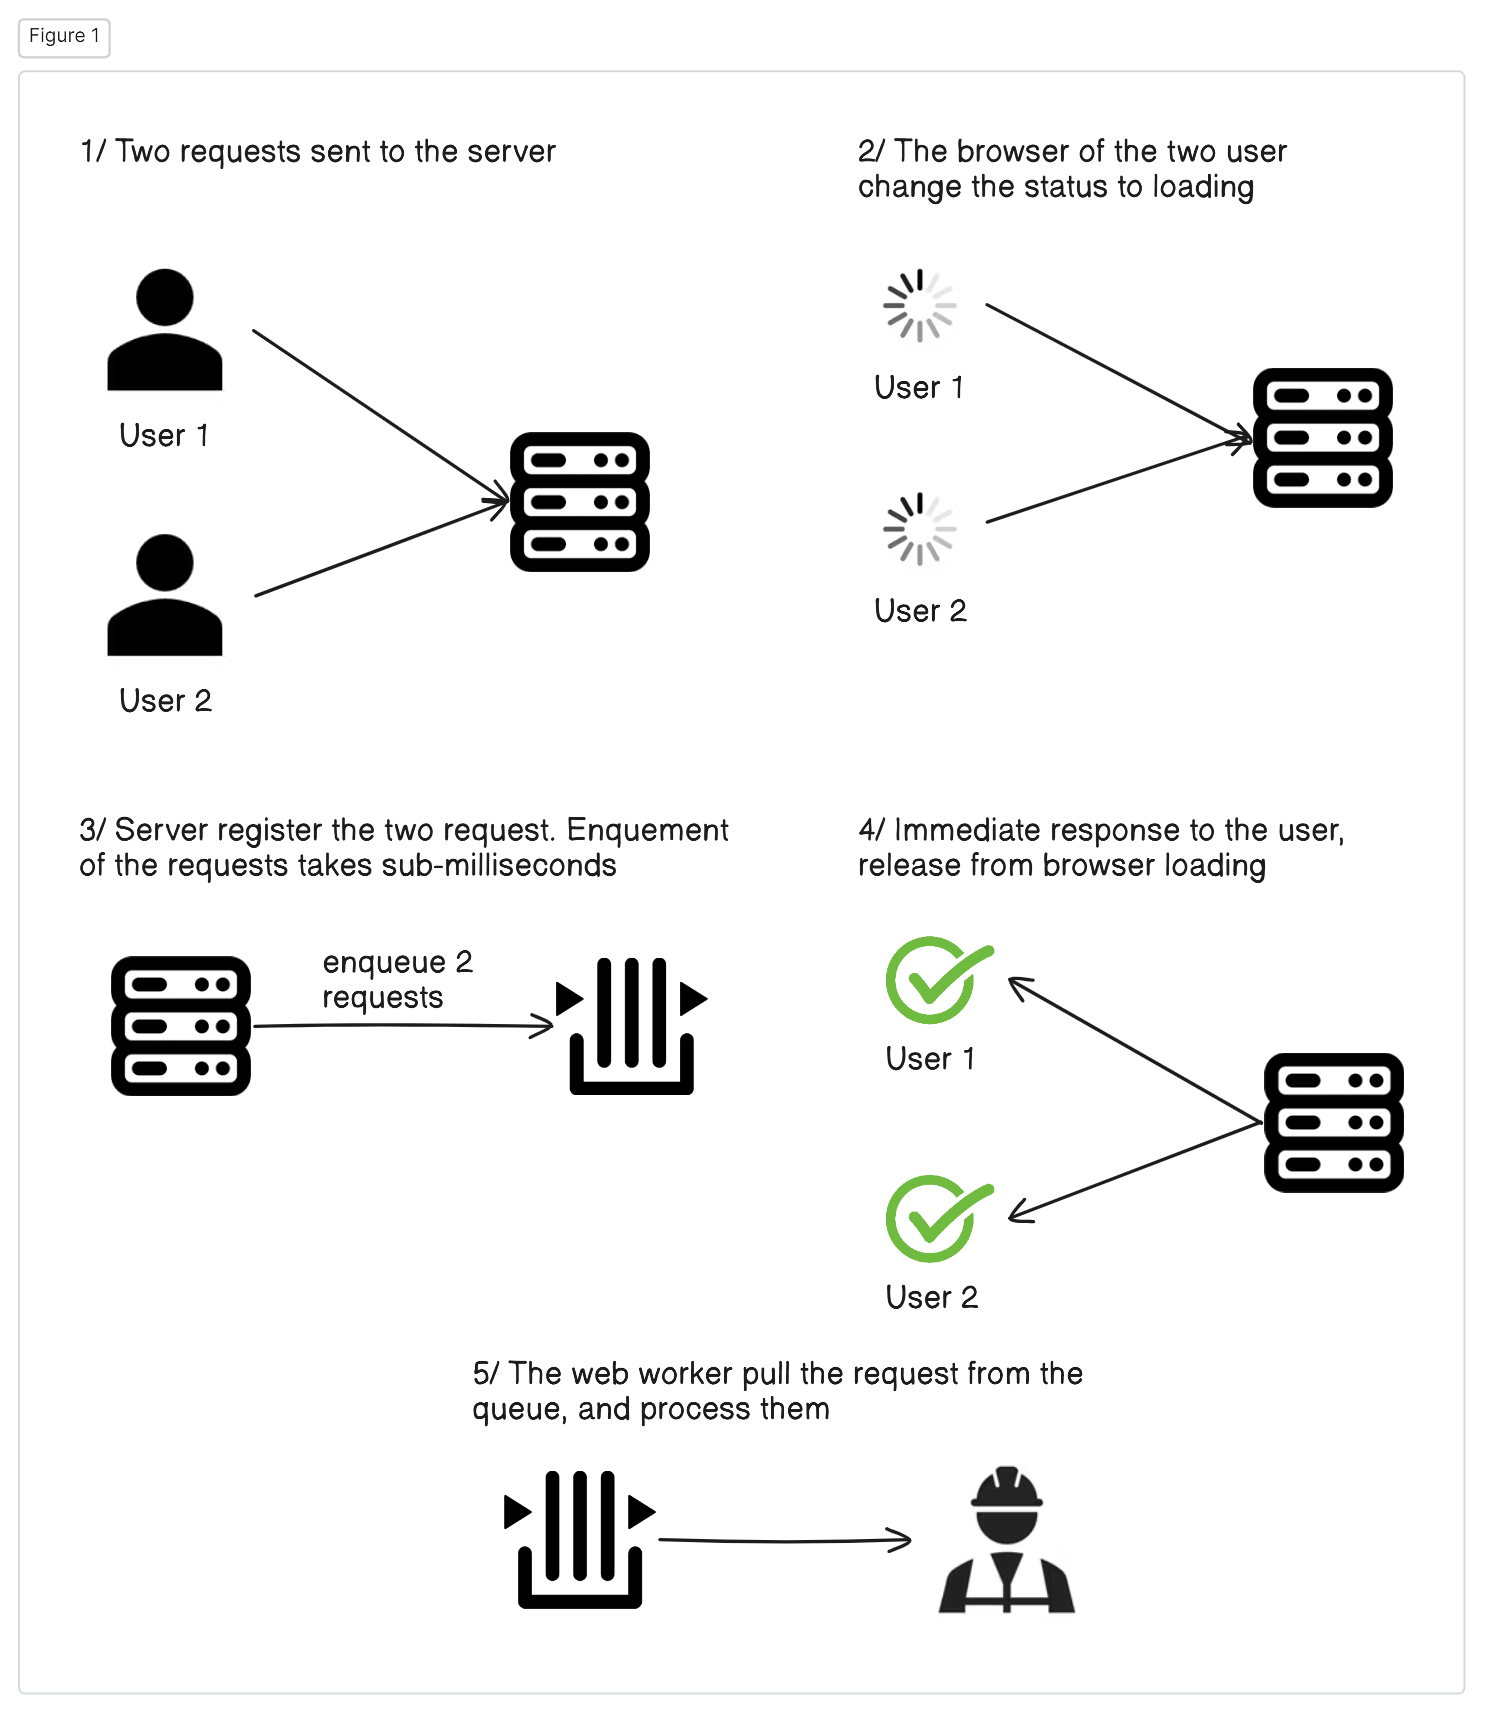 Figure 1
1/ Two requests sent to the server
User 1
User 2
2/ The browser of the two user
change the status to loading
User 1
User 2
3/ Server register the two request. Enquement
of the requests takes sub-milliseconds
enqueue 2
requests
4/ Immediate response to the user,
release from browser loading
User 1
User 2
5/ The web worker pull the request from the
queue, and process them